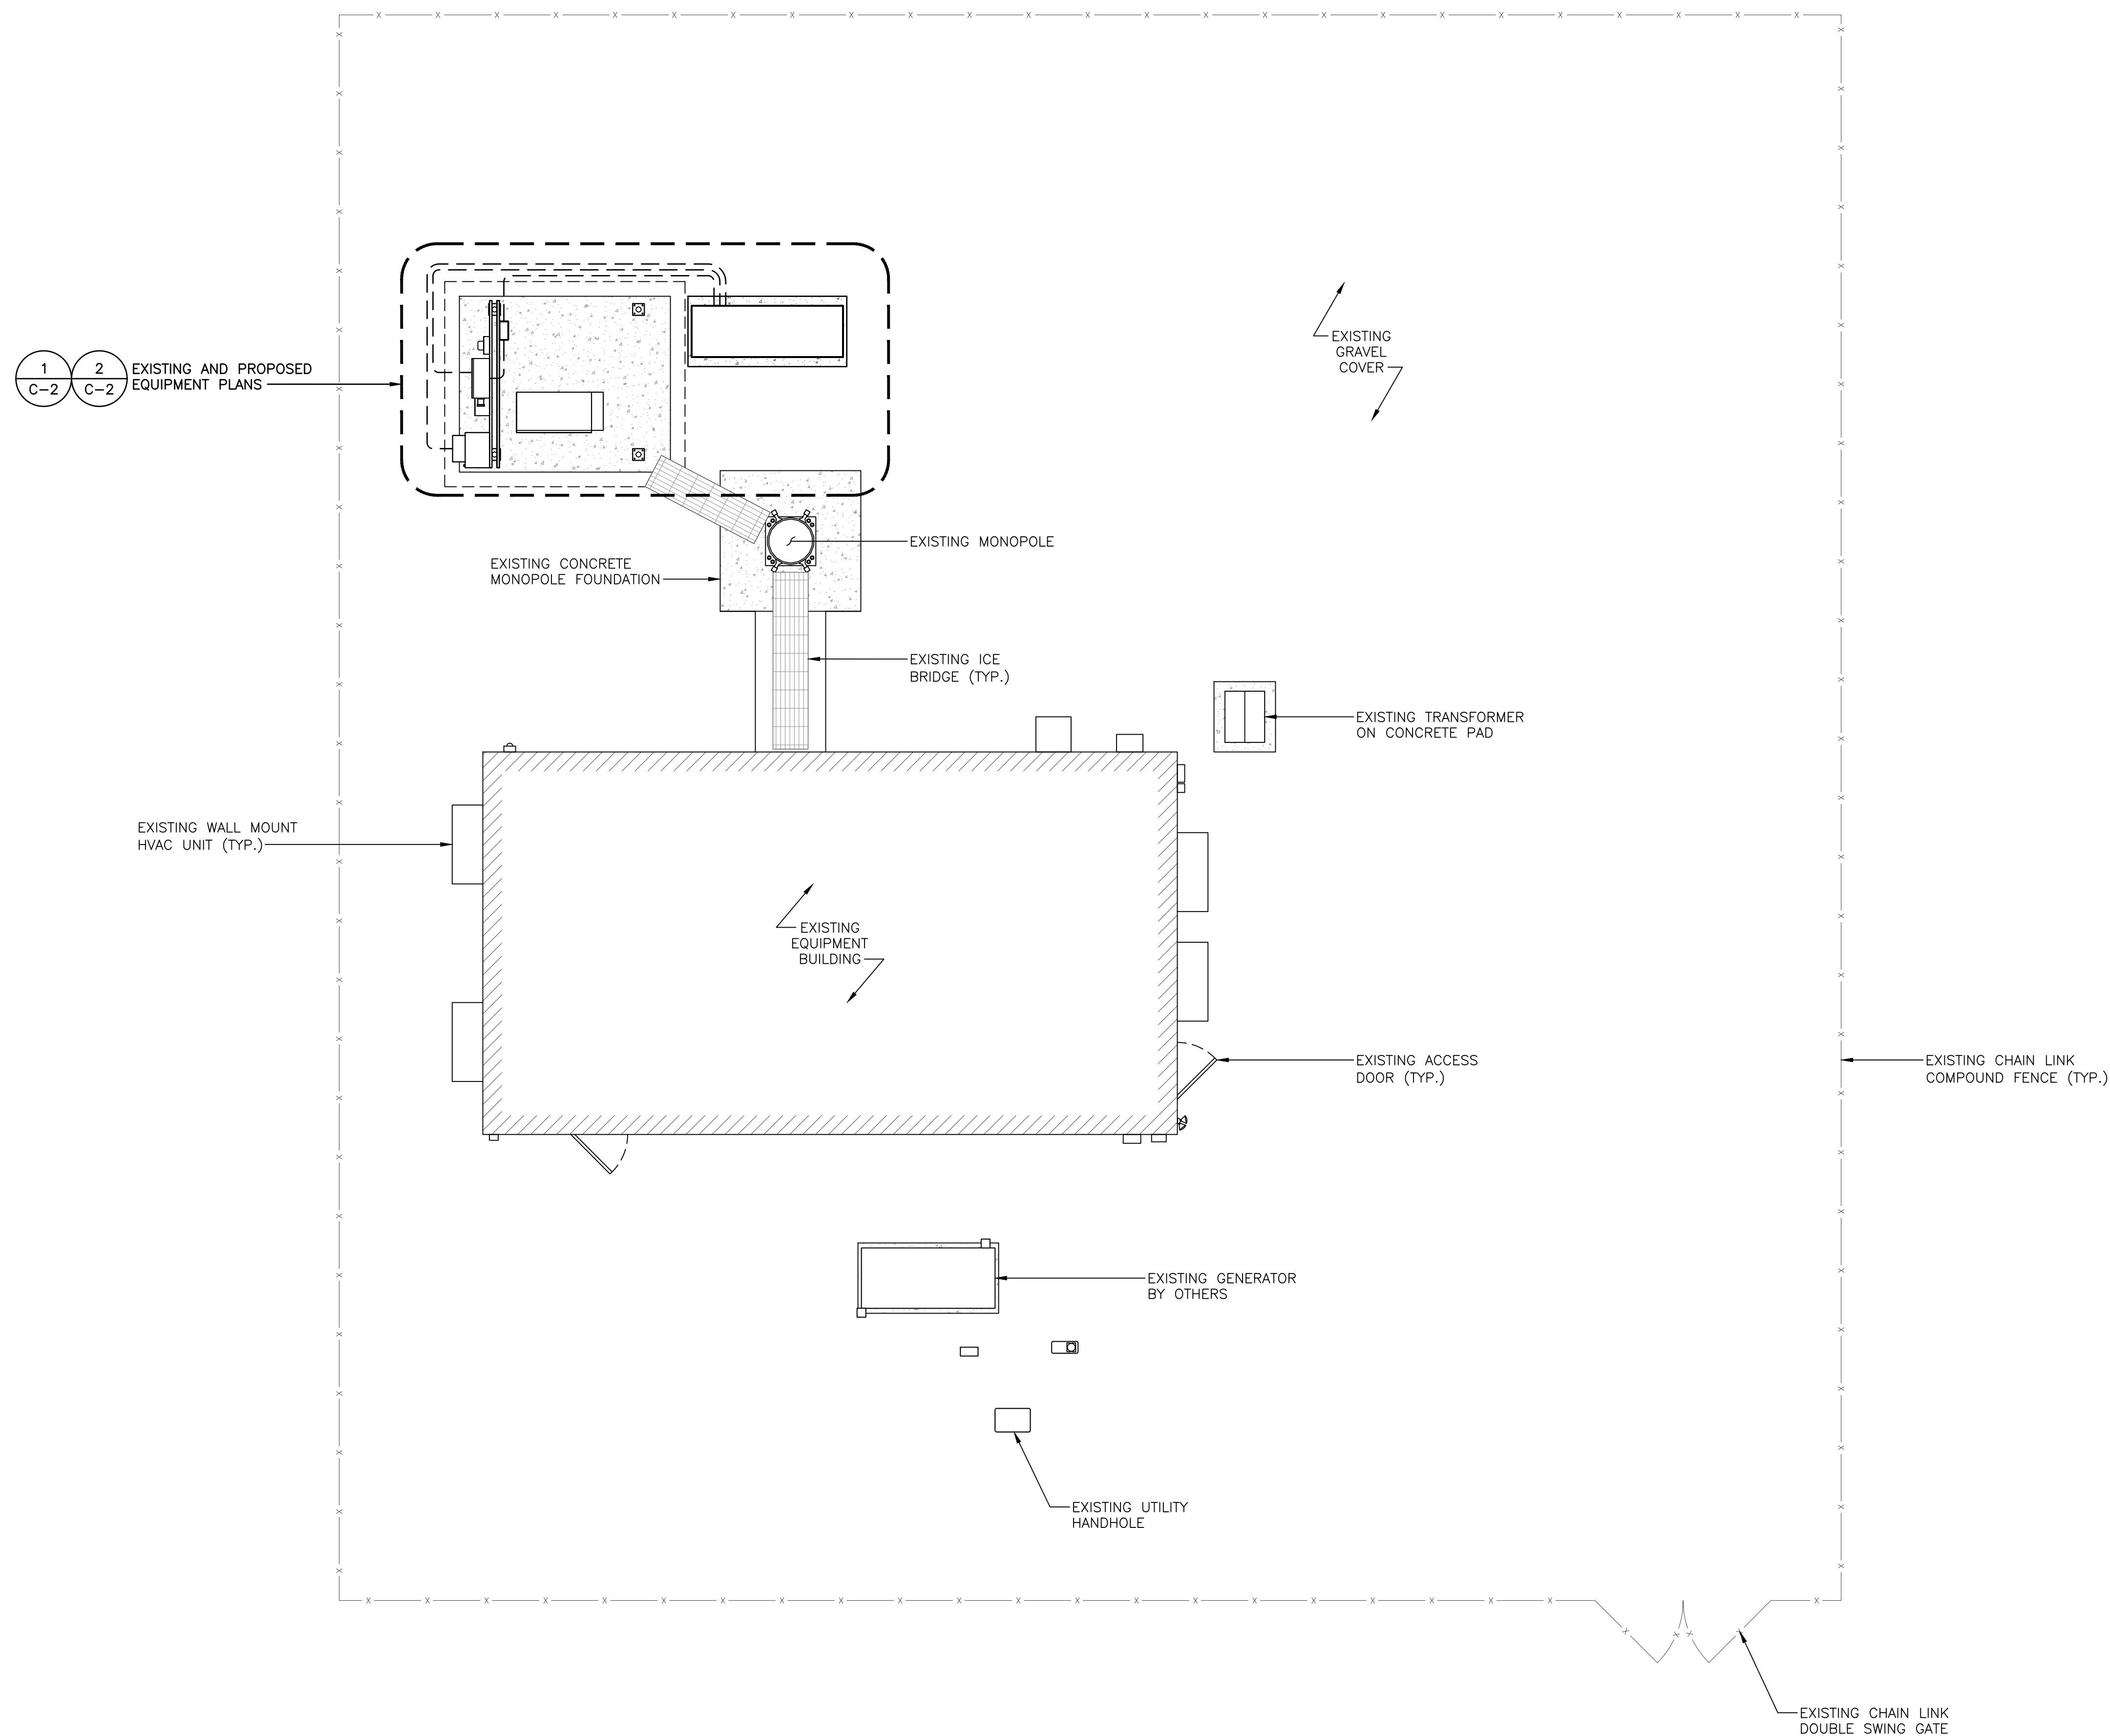 EXISTING
GRAVEL
COVER
1
C-2
2
C-2
EXISTING AND PROPOSED
EQUIPMENT PLANS
EXISTING MONOPOLE
EXISTING CONCRETE
MONOPOLE FOUNDATION
EXISTING ICE
BRIDGE (TYP.)
EXISTING TRANSFORMER
ON CONCRETE PAD
EXISTING WALL MOUNT
HVAC UNIT (TYP.)
EXISTING
EQUIPMENT
BUILDING
EXISTING ACCESS
DOOR (TYP.)
EXISTING CHAIN LINK
COMPOUND FENCE (TYP.)
EXISTING GENERATOR
BY OTHERS
EXISTING UTILITY
HANDHOLE
EXISTING CHAIN LINK
DOUBLE SWING GATE